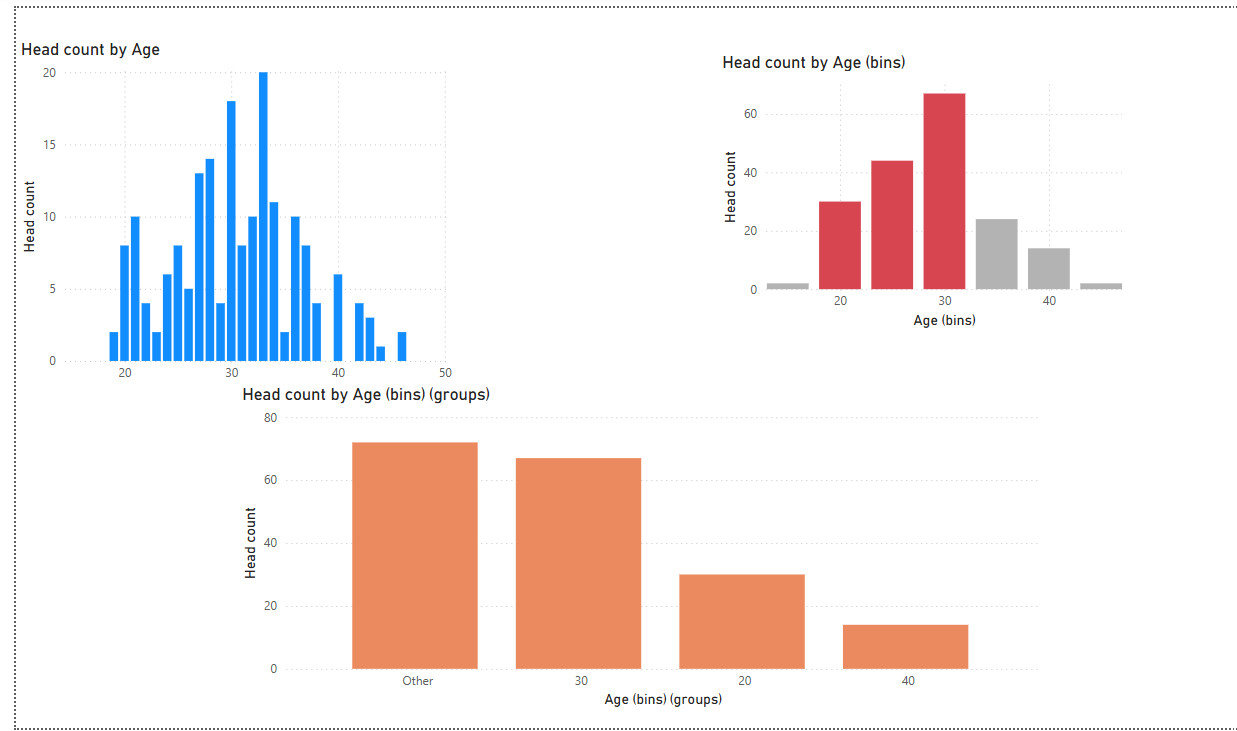 Head count by Age
20
15
10
5
0
Head count
20 30 40 50
Head count by Age (bins)
60
40
20
0
Head count
20 30 40
Age (bins)
Head count by Age (bins) (groups)
80
60
40
20
0
Head count
Other 30 20 40
Age (bins) (groups)